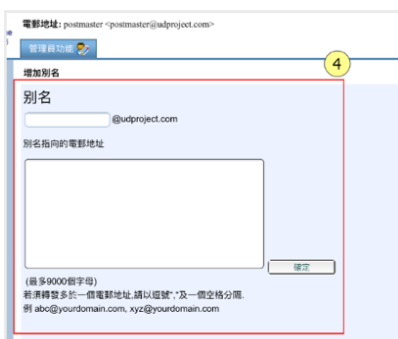 電郵地址: postmaster <postmaster@udproject.com>
管理員功能
4
增加別名
別名
@udproject.com
別名指向的電郵地址
確定
(最多9000個字母)
若須轉發多於一個電郵地址,請以逗號","及一個空格分隔.
例 abc@yourdomain.com, xyz@yourdomain.com